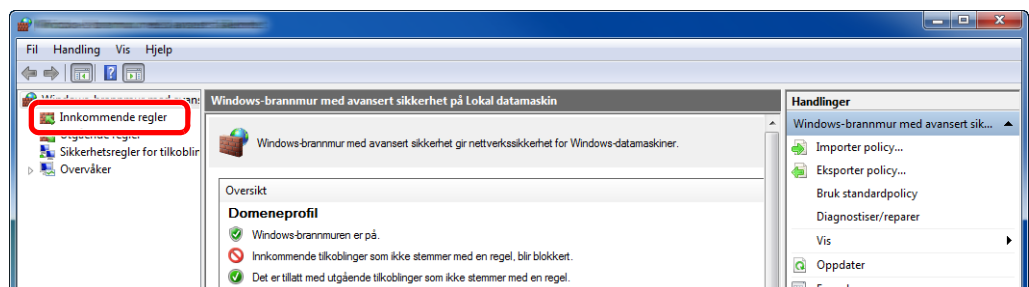 Fil Handling Vis Hjelp
Innkommende regler
Utgående regler
Sikkerhetsregler for tilkoblin
Overvåker
Windows-brannmur med avansert sikkerhet på Lokal datamaskin
Windows-brannmur med avansert sikkerhet gir nettverkssikkerhet for Windows-datamaskiner.
Oversikt
Domeneprofil
Windows-brannmuren er på.
Innkommende tilkoblinger som ikke stemmer med en regel, blir blokkert.
Det er tillatt med utgående tilkoblinger som ikke stemmer med en regel.
Handlinger
Windows-brannmur med avansert sik...
Importer policy...
Eksporter policy...
Bruk standardpolicy
Diagnostiser/reparer
Vis
Oppdater